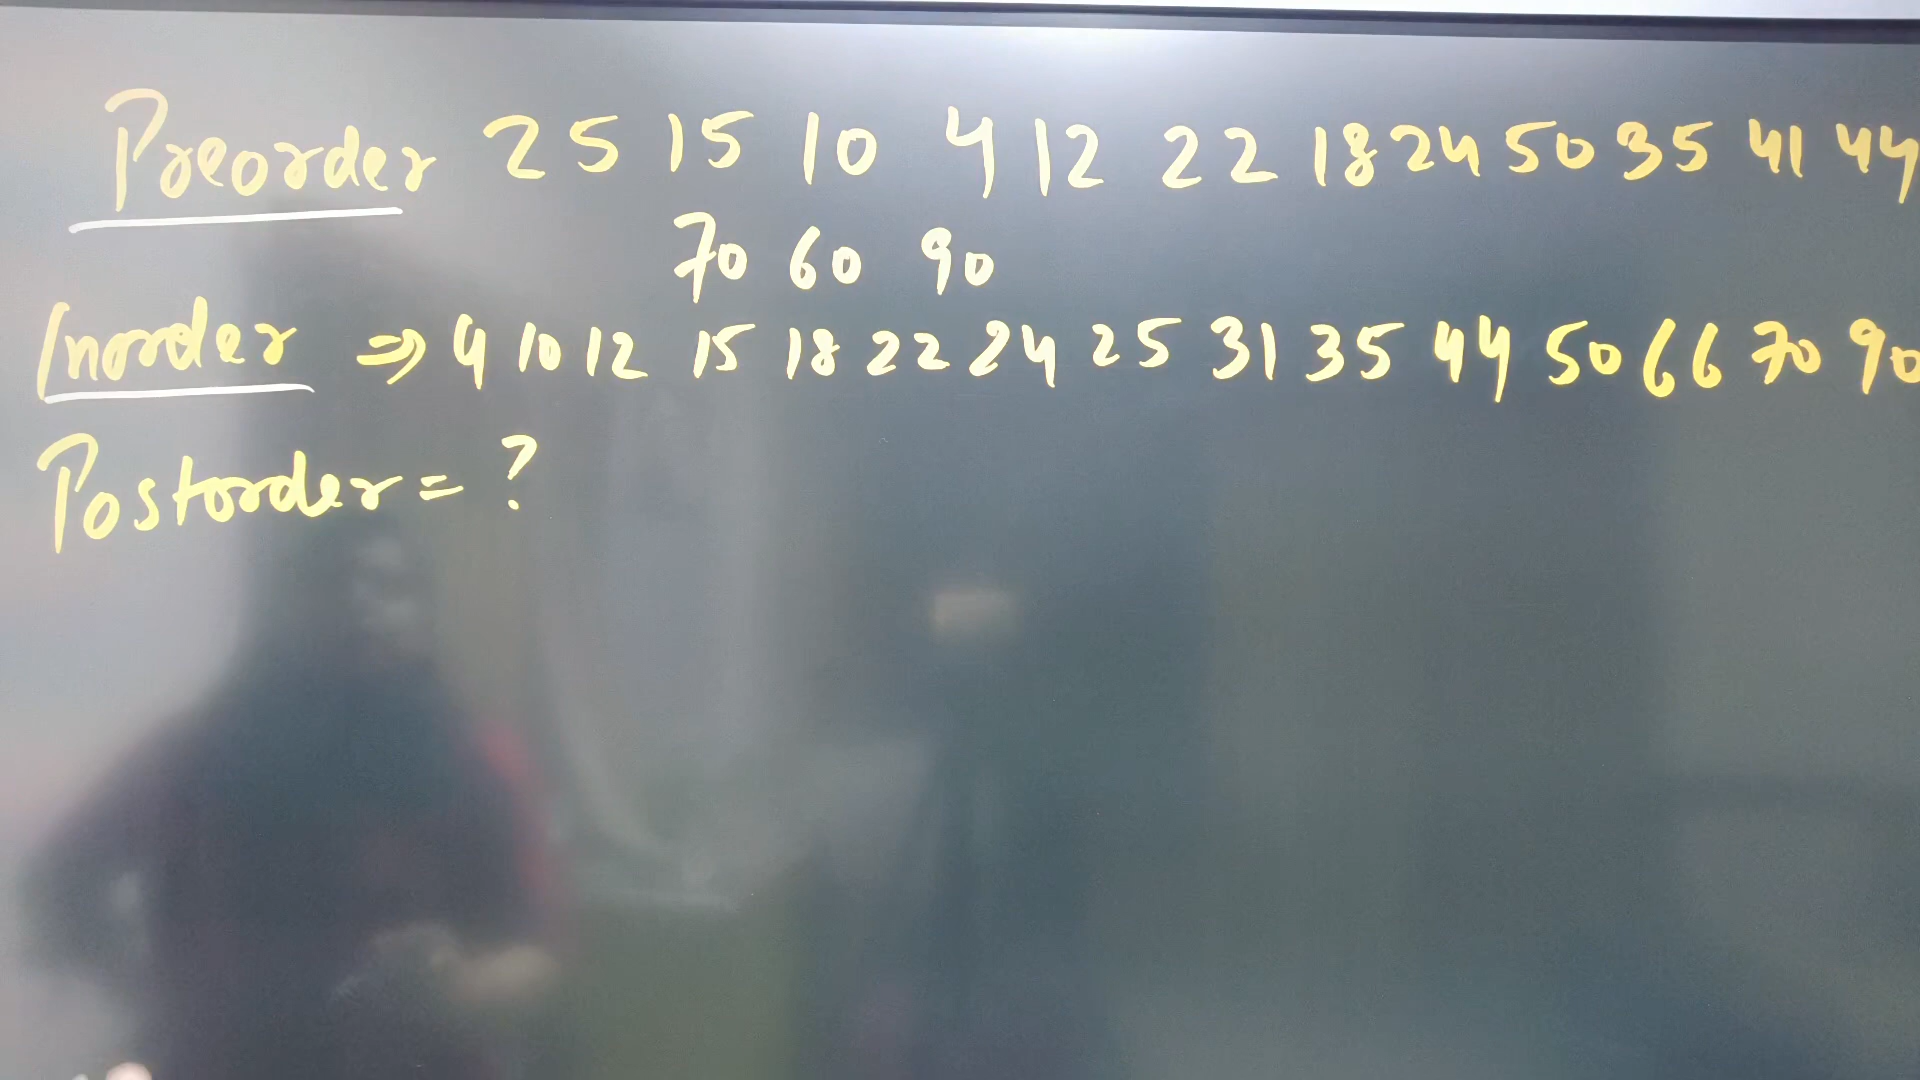 Preorder 25 15 10 4 12 22 18 24 50 35 41 44
70 60 90
Inorder ⇒ 4 10 12 15 18 22 24 25 31 35 44 50 66 70 90
Postorder = ?